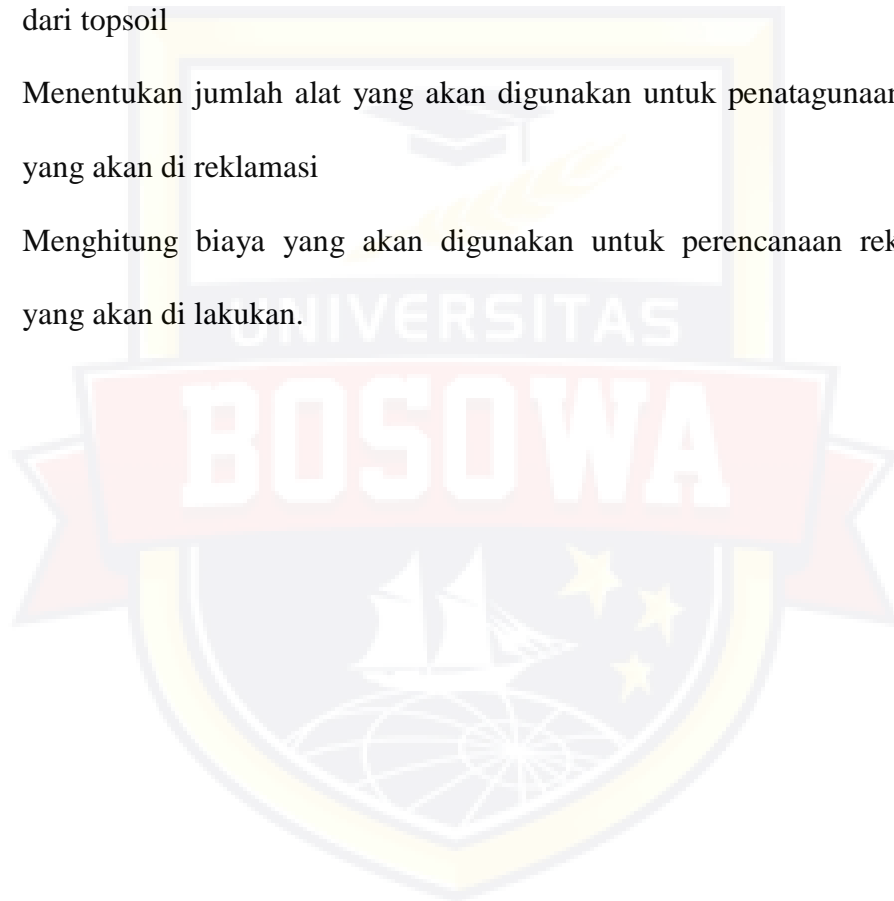 dari topsoil
Menentukan jumlah alat yang akan digunakan untuk penatagunaan
yang akan di reklamasi
Menghitung biaya yang akan digunakan untuk perencanaan rek
yang akan di lakukan.
UNIVERSITAS
BOSOWA